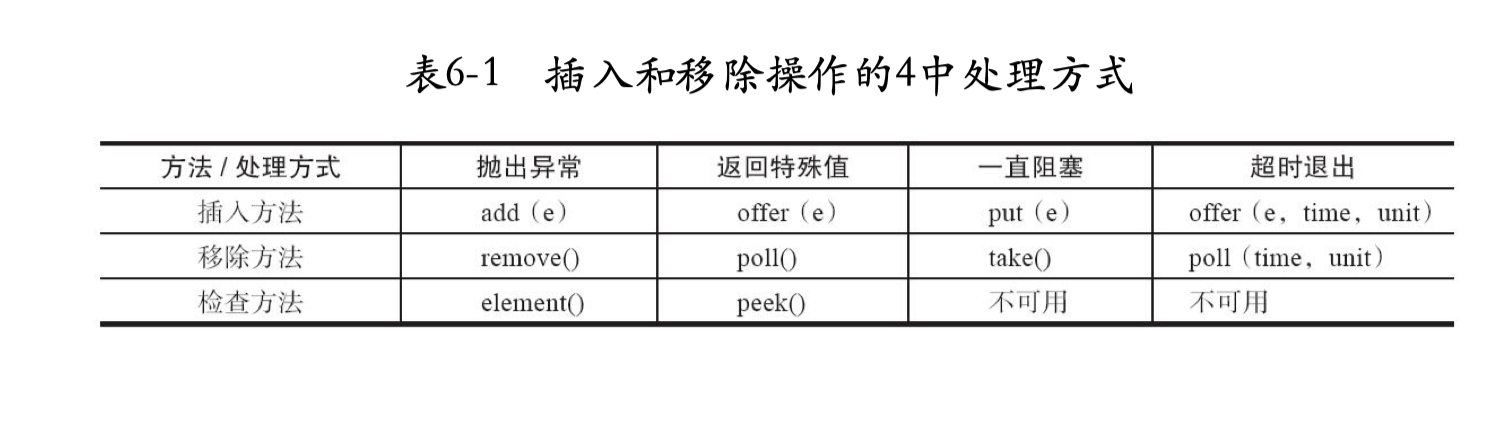 表6-1 插入和移除操作的4中处理方式
方法 / 处理方式 抛出异常 返回特殊值 一直阻塞 超时退出
插入方法 add（e） offer（e） put（e） offer（e，time，unit）
移除方法 remove() poll() take() poll（time，unit）
检查方法 element() peek() 不可用 不可用